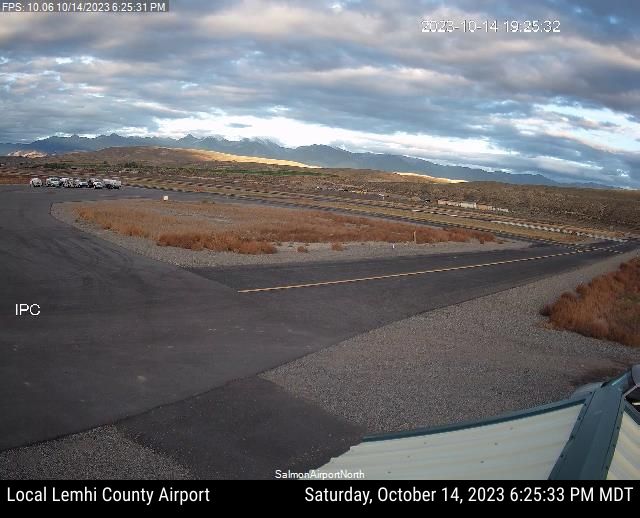 FPS: 10.06 10/14/2023 6:25:31 PM
2023-10-14 19:25:32
IPC
SalmonAirportNorth
Local Lemhi County Airport Saturday, October 14, 2023 6:25:33 PM MDT